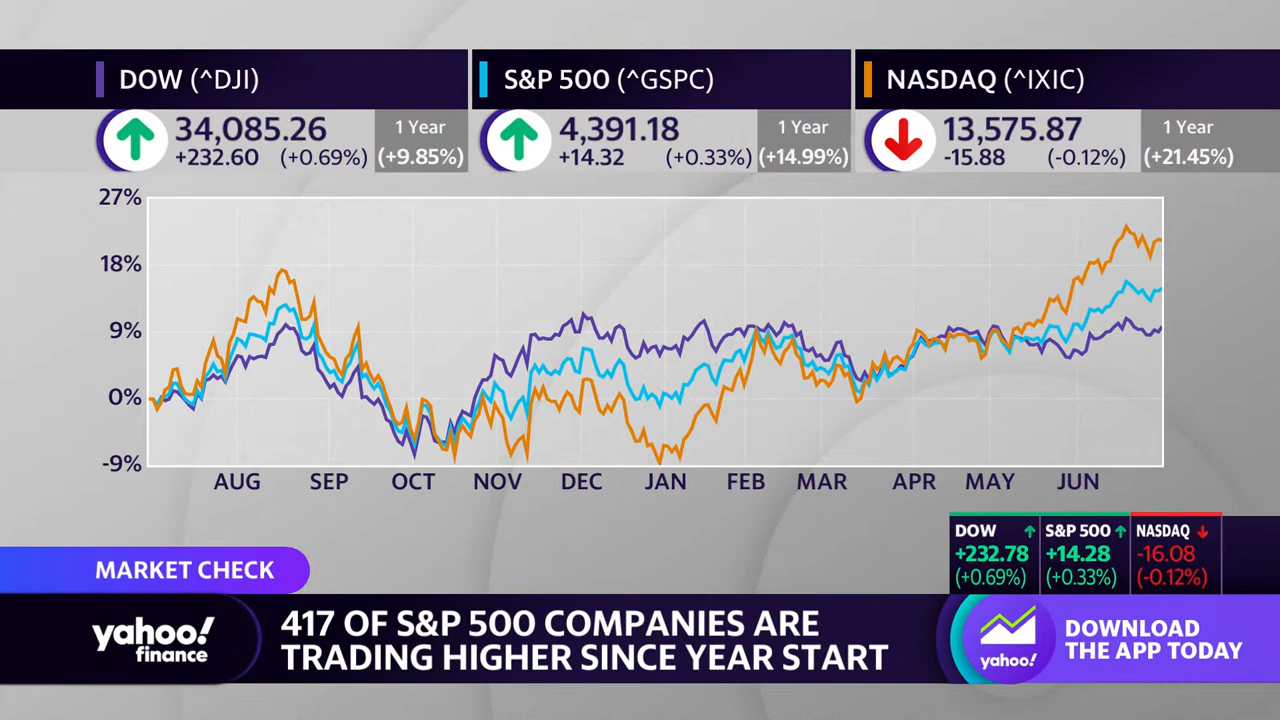 DOW (^DJI)
34,085.26
+232.60 (+0.69%)
1 Year
(+9.85%)
S&P 500 (^GSPC)
4,391.18
+14.32 (+0.33%)
1 Year
(+14.99%)
NASDAQ (^IXIC)
13,575.87
-15.88 (-0.12%)
1 Year
(+21.45%)
27%
18%
9%
0%
-9%
AUG SEP OCT NOV DEC JAN FEB MAR APR MAY JUN
DOW
+232.78
(+0.69%)
S&P 500
+14.28
(+0.33%)
NASDAQ
-16.08
(-0.12%)
MARKET CHECK
yahoo!
finance
417 OF S&P 500 COMPANIES ARE
TRADING HIGHER SINCE YEAR START
yahoo!
DOWNLOAD
THE APP TODAY